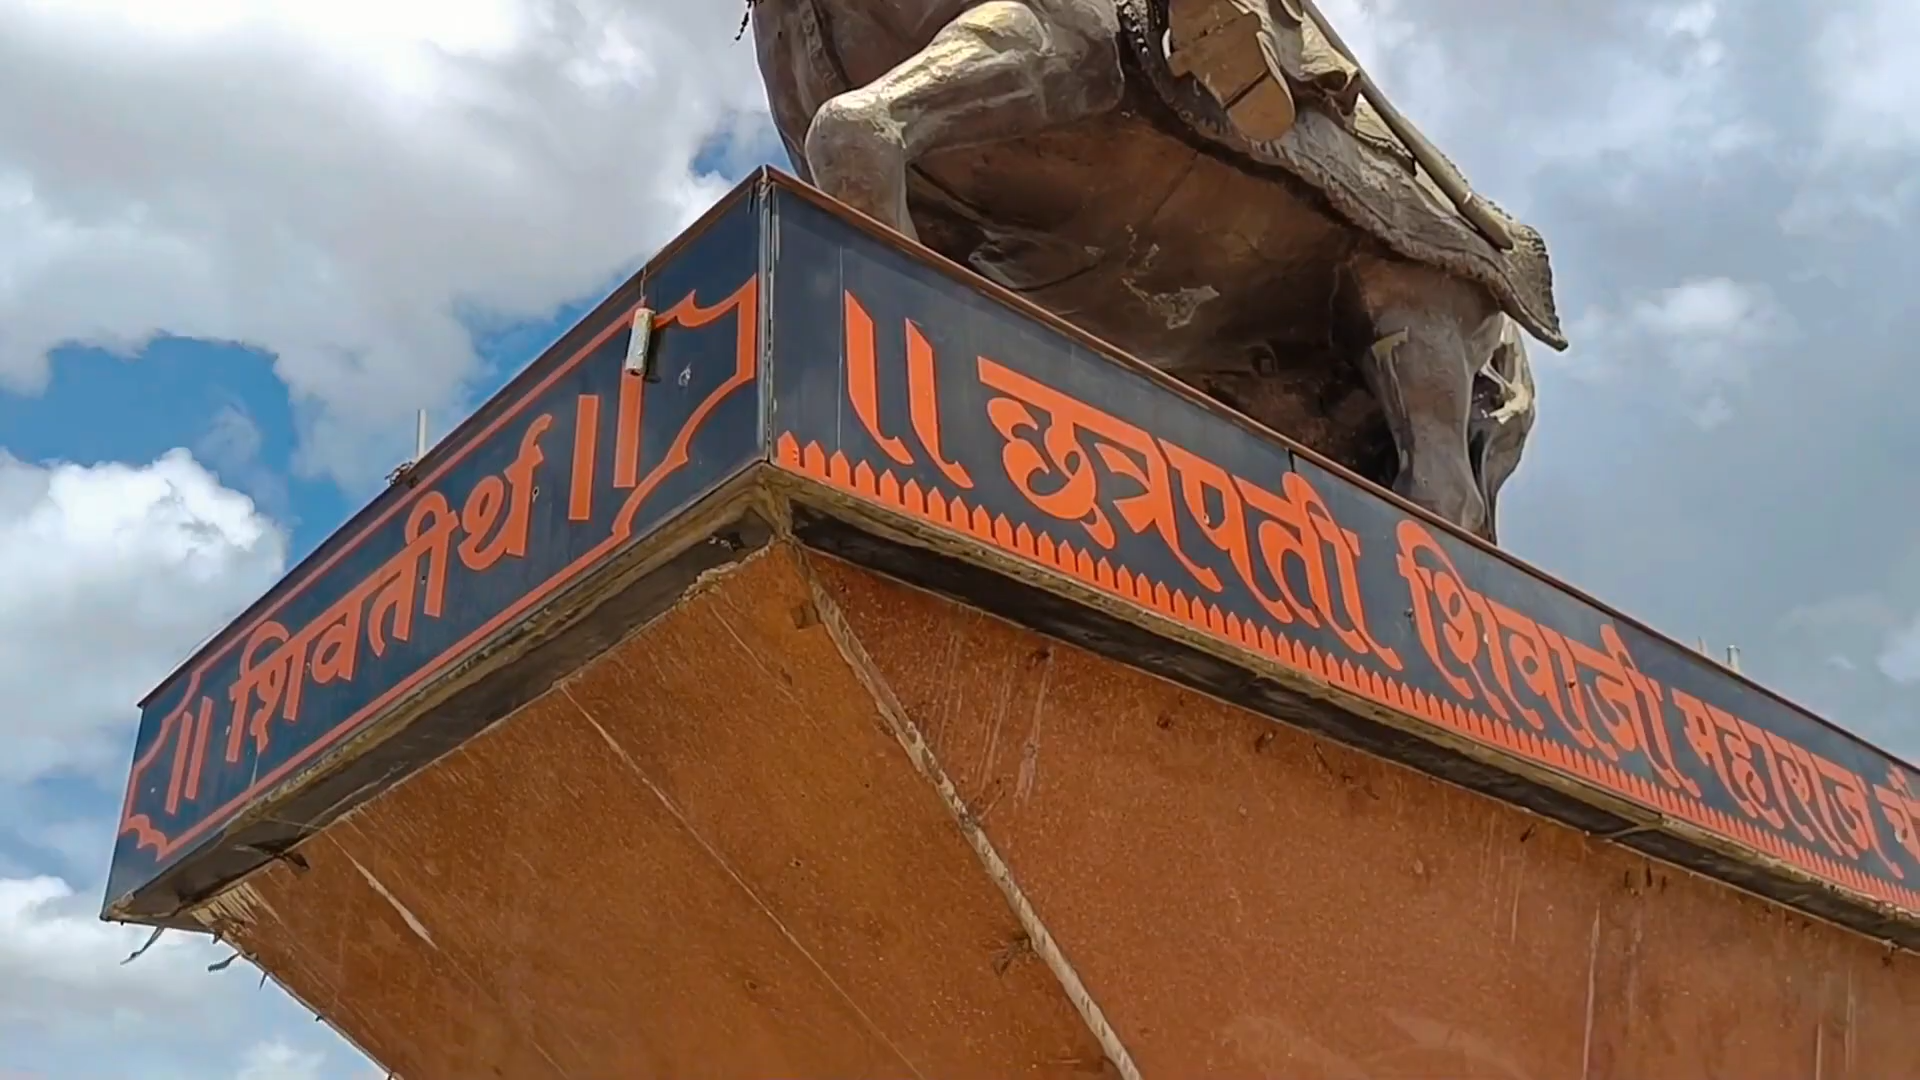 ॥ शिवतीर्थ ॥
॥ छत्रपती शिवाजी महाराज